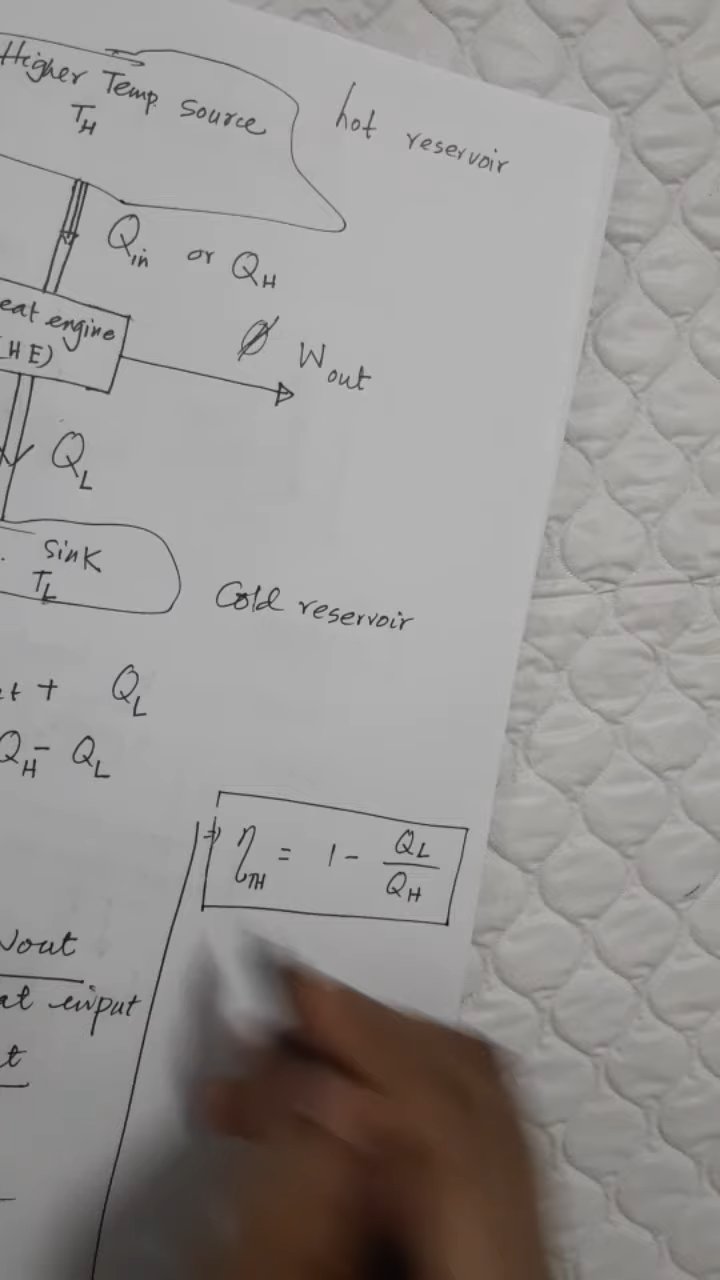 Higher Temp. Source
T_H
hot reservoir
Q_in or Q_H
eat engine
(HE)
W_out
Q_L
Sink
T_L
Cold reservoir
t + Q_L
Q_H - Q_L
⇒ η_TH = 1 - Q_L / Q_H
Wout
at input
t